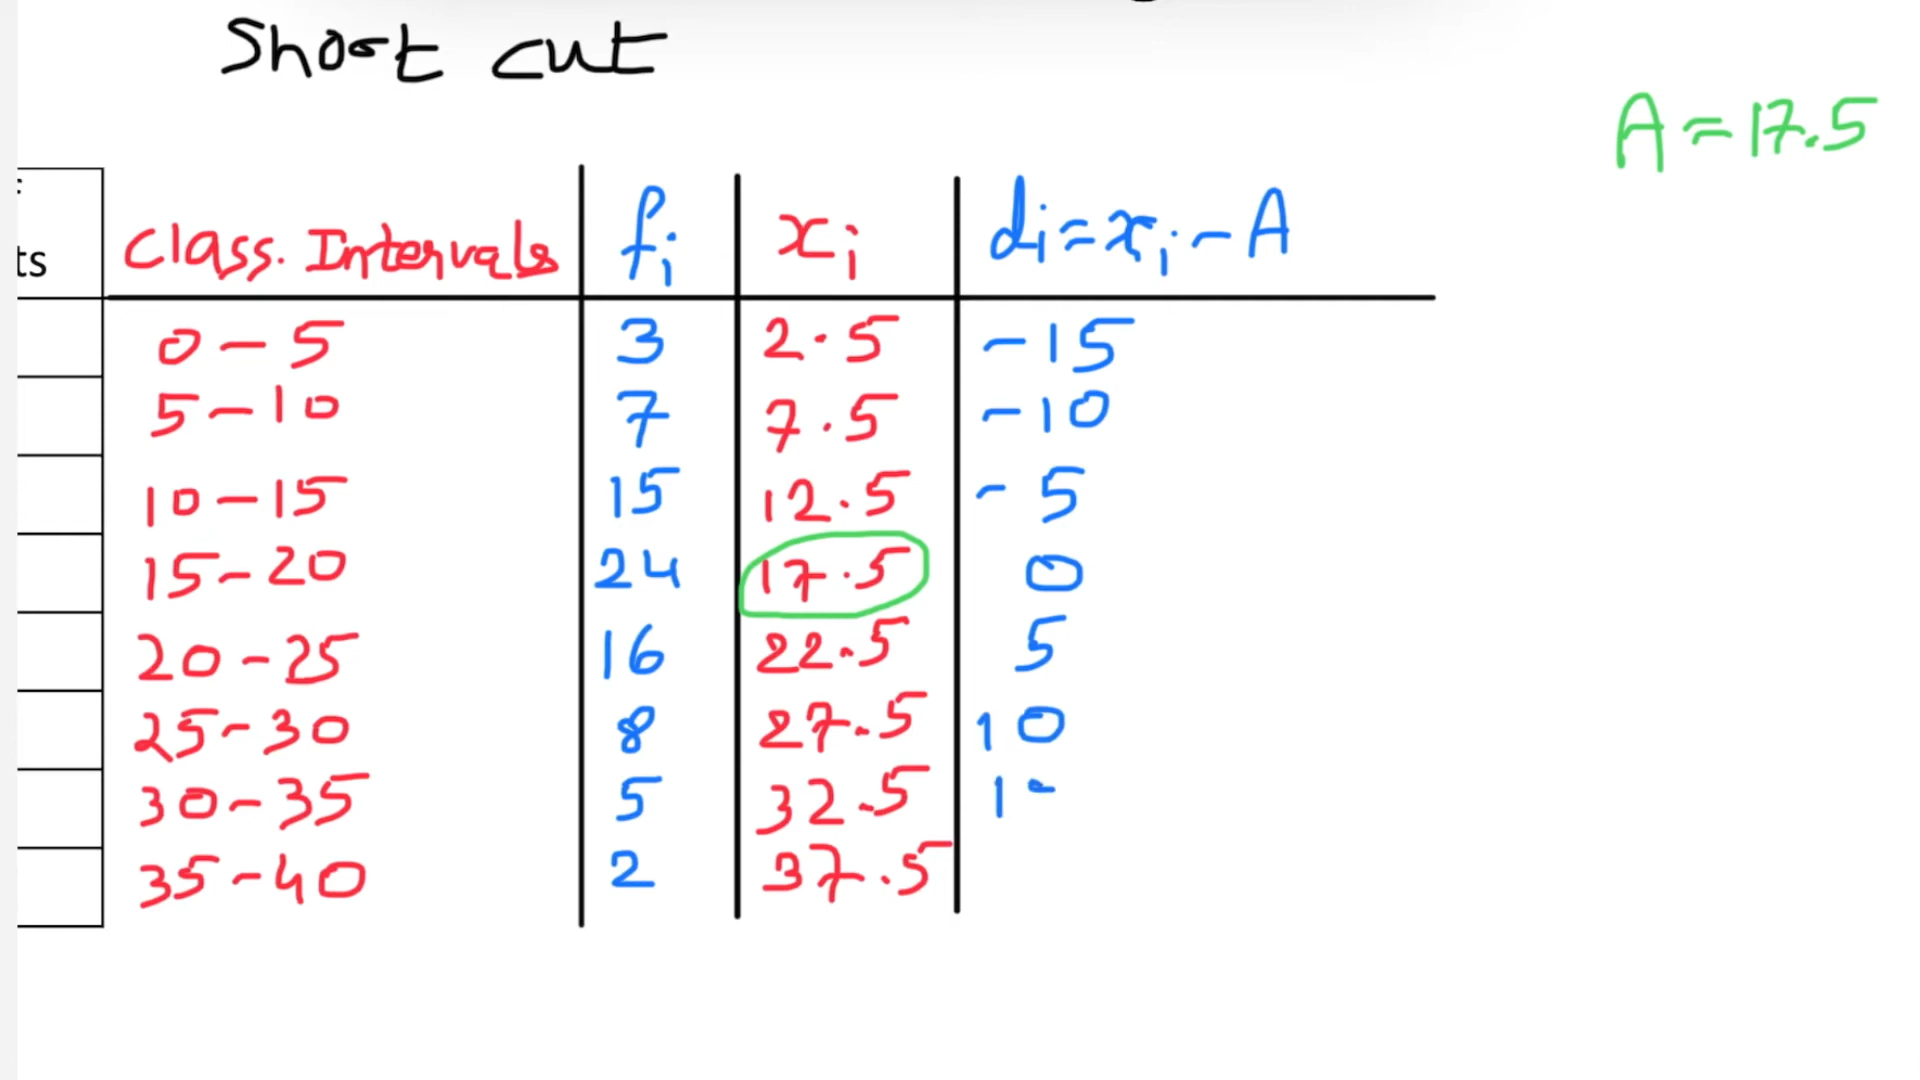 Short cut
A = 17.5
ts Class. Intervals fi xi di = xi - A
0 - 5 3 2.5 -15
5 - 10 7 7.5 -10
10 - 15 15 12.5 - 5
15 - 20 24 17.5 0
20 - 25 16 22.5 5
25 - 30 8 27.5 10
30 - 35 5 32.5 1
35 - 40 2 37.5